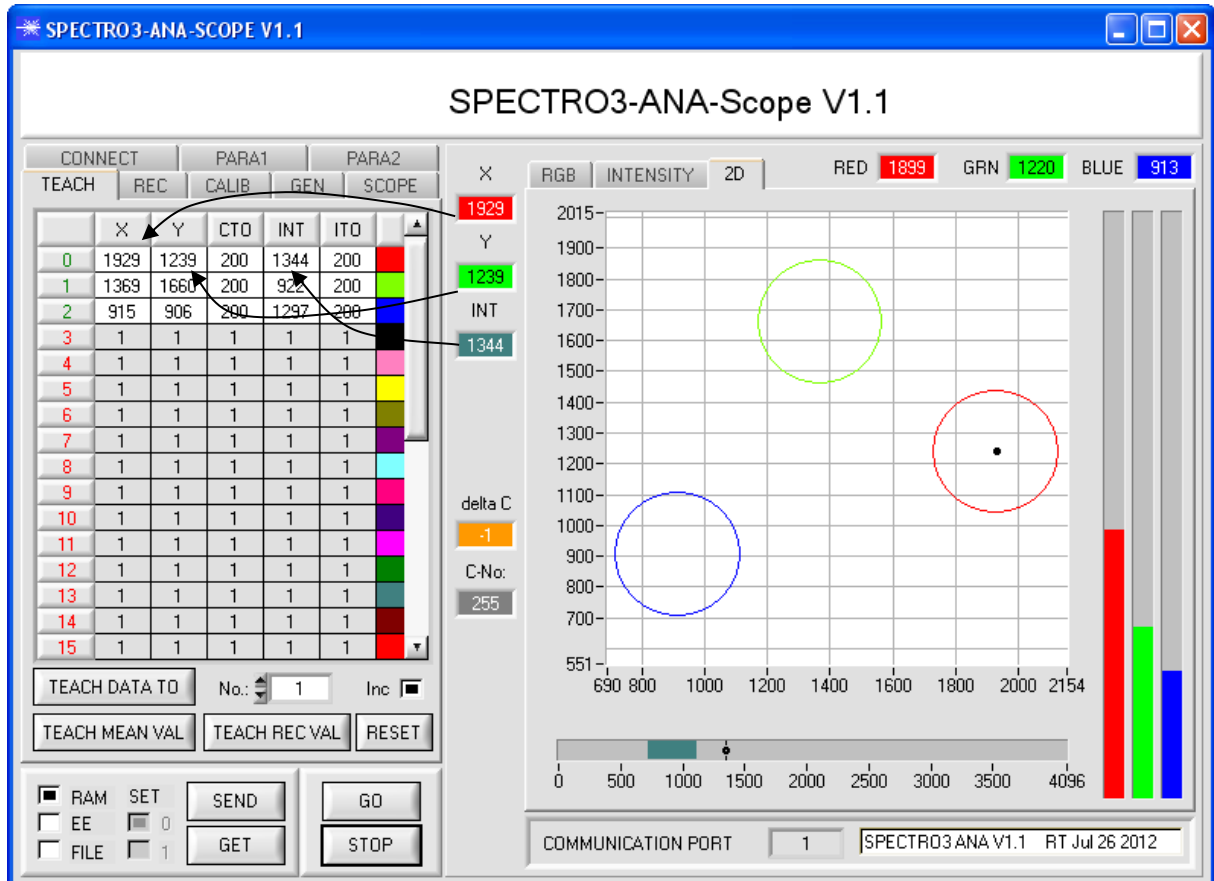 SPECTRO3-ANA-SCOPE V1.1
SPECTRO3-ANA-Scope V1.1
CONNECT PARA1 PARA2
TEACH REC CALIB GEN SCOPE
X Y CTO INT ITO
0 1929 1239 200 1344 200
1 1369 1660 200 922 200
2 915 906 200 1297 200
3 1 1 1 1 1
4 1 1 1 1 1
5 1 1 1 1 1
6 1 1 1 1 1
7 1 1 1 1 1
8 1 1 1 1 1
9 1 1 1 1 1
10 1 1 1 1 1
11 1 1 1 1 1
12 1 1 1 1 1
13 1 1 1 1 1
14 1 1 1 1 1
15 1 1 1 1 1
TEACH DATA TO No.: 1 Inc
TEACH MEAN VAL TEACH REC VAL RESET
RAM SET SEND GO
EE 0
FILE 1 GET STOP
X
1929
Y
1239
INT
1344
delta C
-1
C-No:
255
RGB INTENSITY 2D RED 1899 GRN 1220 BLUE 913
2015
1900
1800
1700
1600
1500
1400
1300
1200
1100
1000
900
800
700
551
690 800 1000 1200 1400 1600 1800 2000 2154
0 500 1000 1500 2000 2500 3000 3500 4096
COMMUNICATION PORT 1 SPECTRO3 ANA V1.1 RT Jul 26 2012